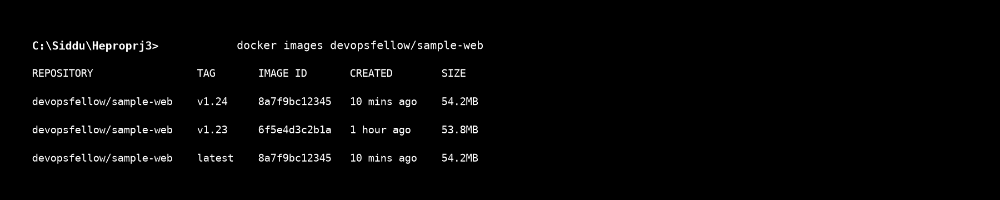 C:\Siddu\Heproprj3> docker images devopsfellow/sample-web
REPOSITORY TAG IMAGE ID CREATED SIZE
devopsfellow/sample-web v1.24 8a7f9bc12345 10 mins ago 54.2MB
devopsfellow/sample-web v1.23 6f5e4d3c2b1a 1 hour ago 53.8MB
devopsfellow/sample-web latest 8a7f9bc12345 10 mins ago 54.2MB